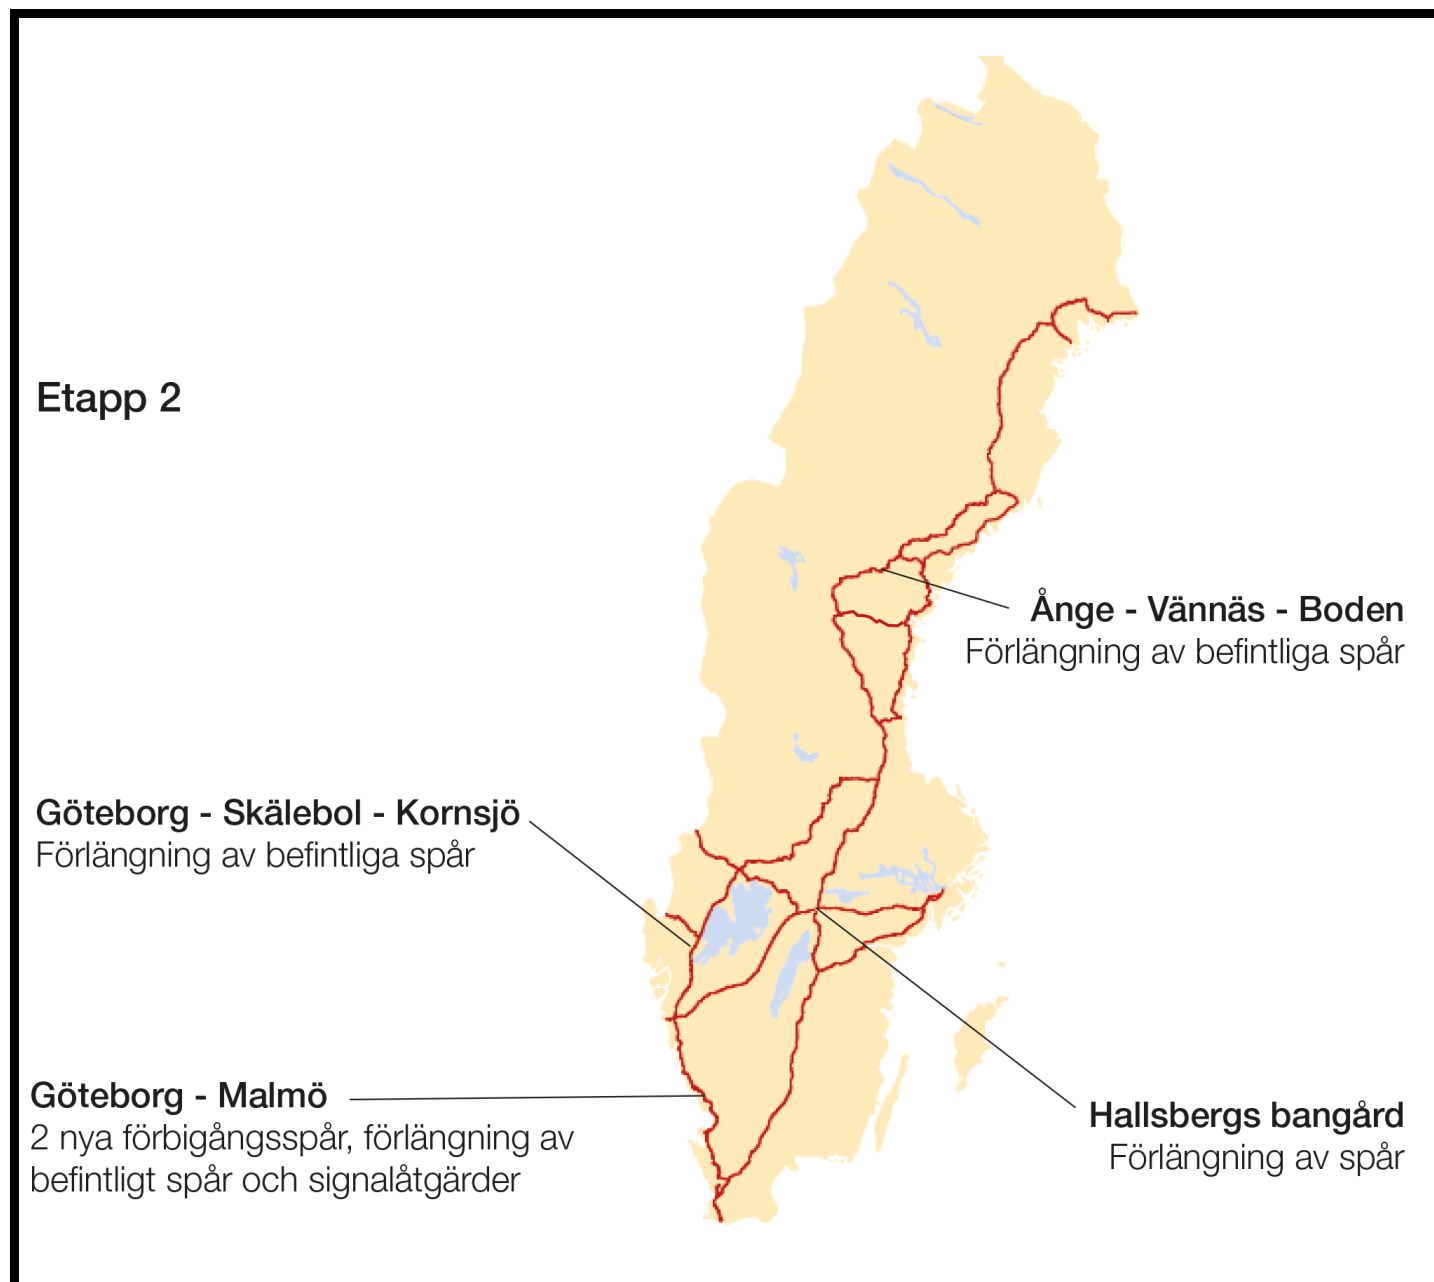 Etapp 2
Ånge - Vännäs - Boden
Förlängning av befintliga spår
Göteborg - Skälebol - Kornsjö
Förlängning av befintliga spår
Göteborg - Malmö
2 nya förbigångsspår, förlängning av
befintligt spår och signalåtgärder
Hallsbergs bangård
Förlängning av spår